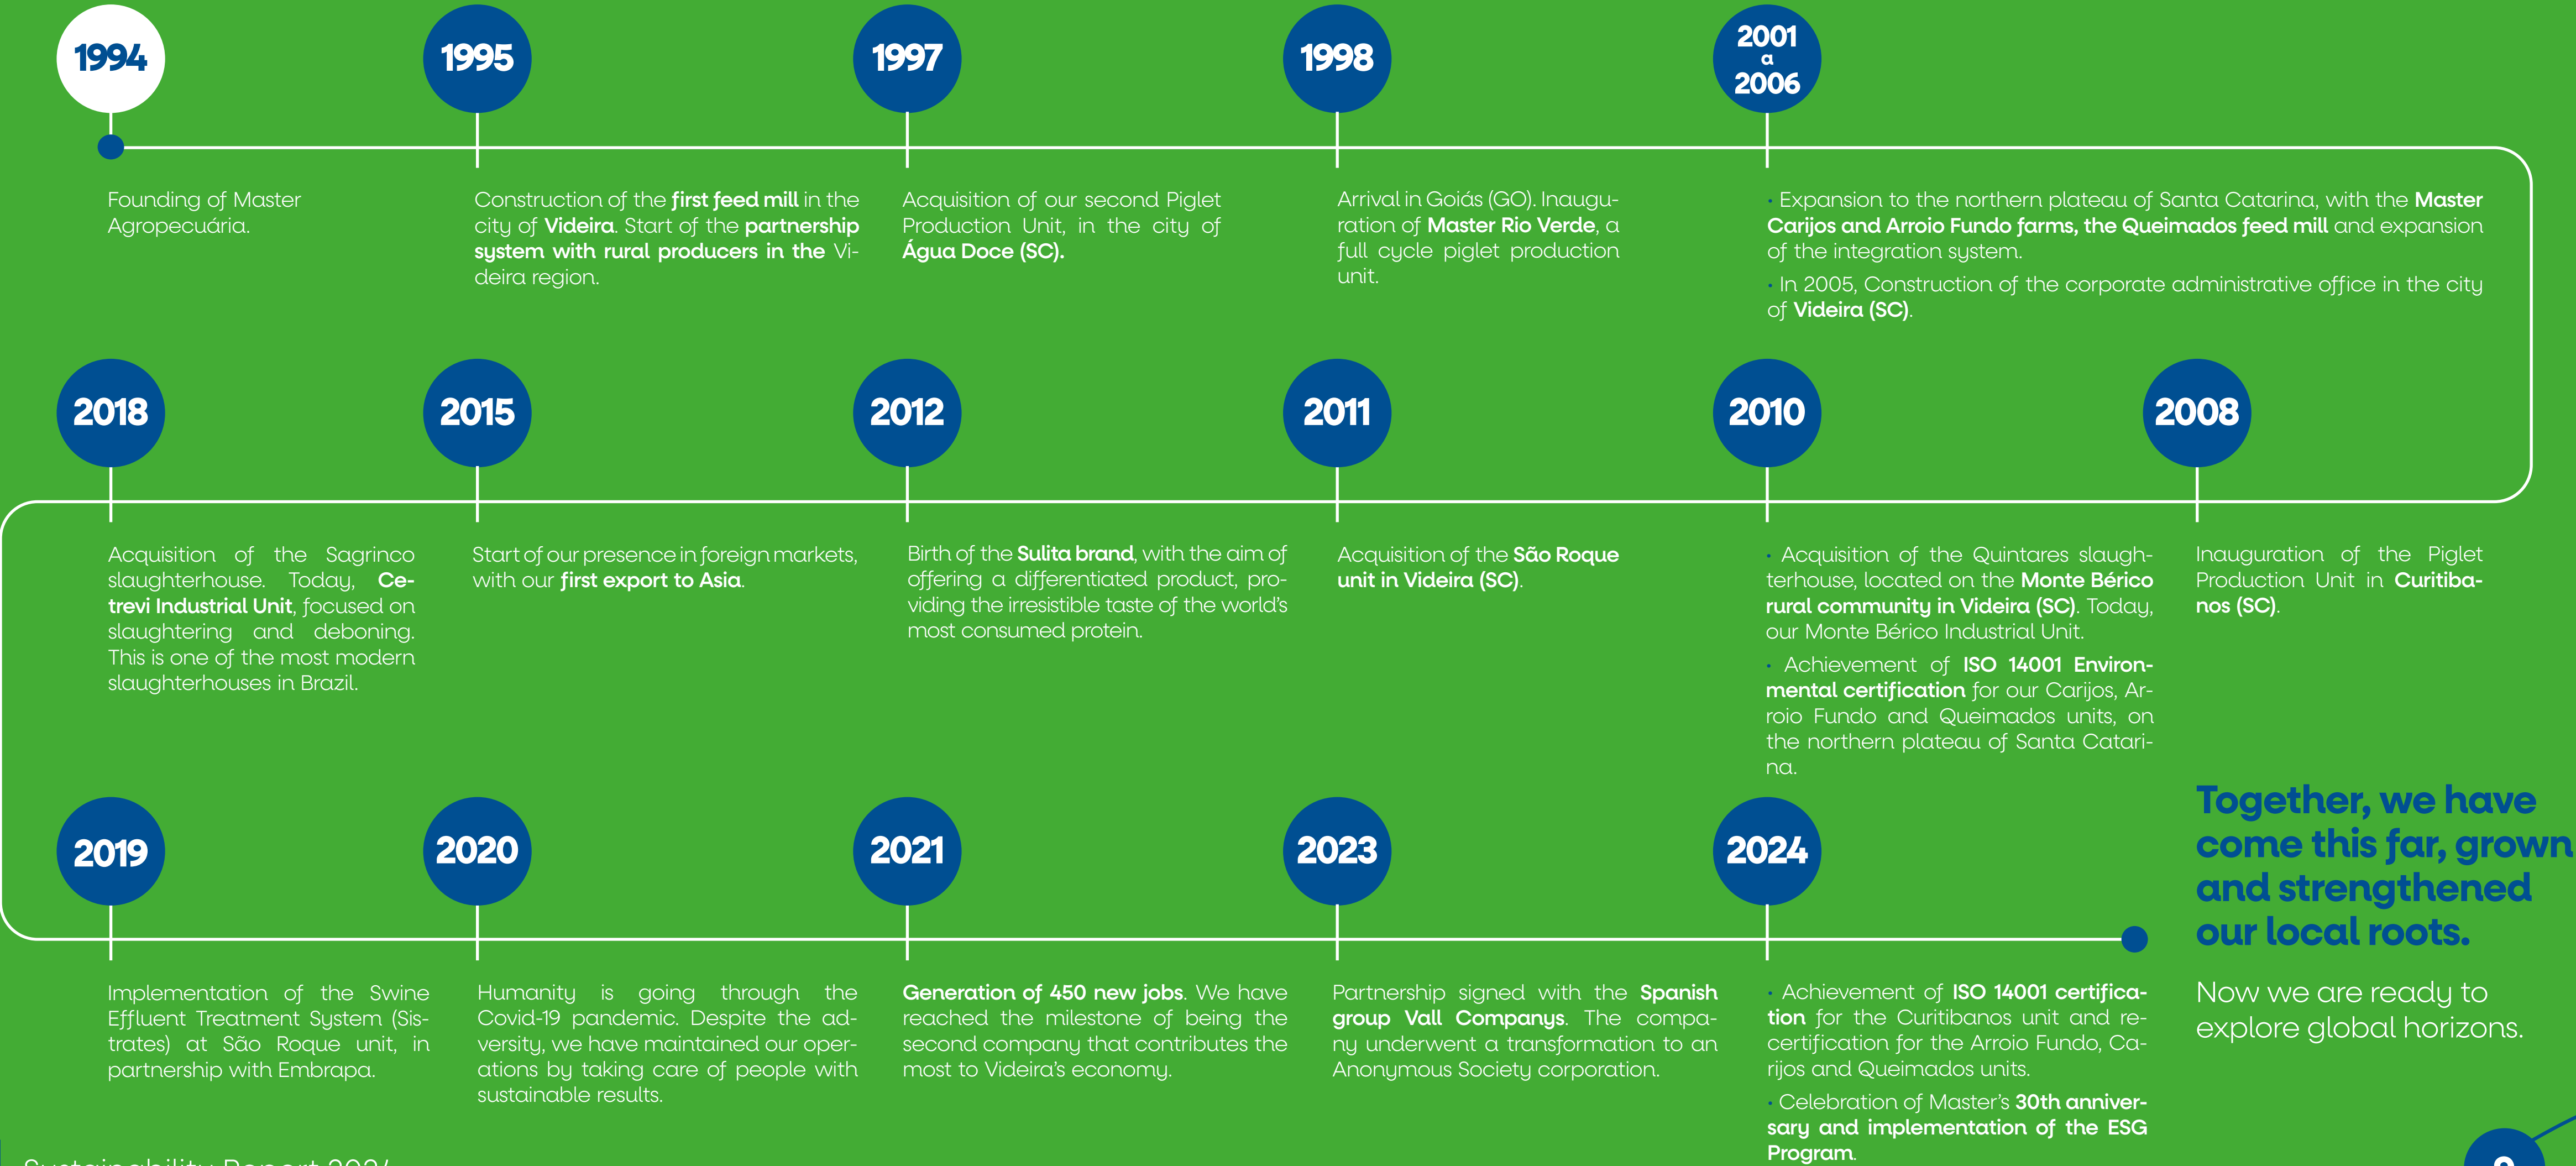 1994
Founding of Master
Agropecuária.
1995
Construction of the first feed mill in the
city of Videira. Start of the partnership
system with rural producers in the Vi-
deira region.
1997
Acquisition of our second Piglet
Production Unit, in the city of
Água Doce (SC).
1998
Arrival in Goiás (GO). Inaugu-
ration of Master Rio Verde, a
full cycle piglet production
unit.
2001
a
2006
· Expansion to the northern plateau of Santa Catarina, with the Master
Carijos and Arroio Fundo farms, the Queimados feed mill and expansion
of the integration system.
· In 2005, Construction of the corporate administrative office in the city
of Videira (SC).
2008
Inauguration of the Piglet
Production Unit in Curitiba-
nos (SC).
2010
· Acquisition of the Quintares slaugh-
terhouse, located on the Monte Bérico
rural community in Videira (SC). Today,
our Monte Bérico Industrial Unit.
· Achievement of ISO 14001 Environ-
mental certification for our Carijos, Ar-
roio Fundo and Queimados units, on
the northern plateau of Santa Catari-
na.
2011
Acquisition of the São Roque
unit in Videira (SC).
2012
Birth of the Sulita brand, with the aim of
offering a differentiated product, pro-
viding the irresistible taste of the world's
most consumed protein.
2015
Start of our presence in foreign markets,
with our first export to Asia.
2018
Acquisition of the Sagrinco
slaughterhouse. Today, Ce-
trevi Industrial Unit, focused on
slaughtering and deboning.
This is one of the most modern
slaughterhouses in Brazil.
2019
Implementation of the Swine
Effluent Treatment System (Sis-
trates) at São Roque unit, in
partnership with Embrapa.
2020
Humanity is going through the
Covid-19 pandemic. Despite the ad-
versity, we have maintained our oper-
ations by taking care of people with
sustainable results.
2021
Generation of 450 new jobs. We have
reached the milestone of being the
second company that contributes the
most to Videira's economy.
2023
Partnership signed with the Spanish
group Vall Companys. The compa-
ny underwent a transformation to an
Anonymous Society corporation.
2024
· Achievement of ISO 14001 certifica-
tion for the Curitibanos unit and re-
certification for the Arroio Fundo, Ca-
rijos and Queimados units.
· Celebration of Master's 30th anniver-
sary and implementation of the ESG
Program.
Together, we have
come this far, grown
and strengthened
our local roots.
Now we are ready to
explore global horizons.
Sustainability Report 2024